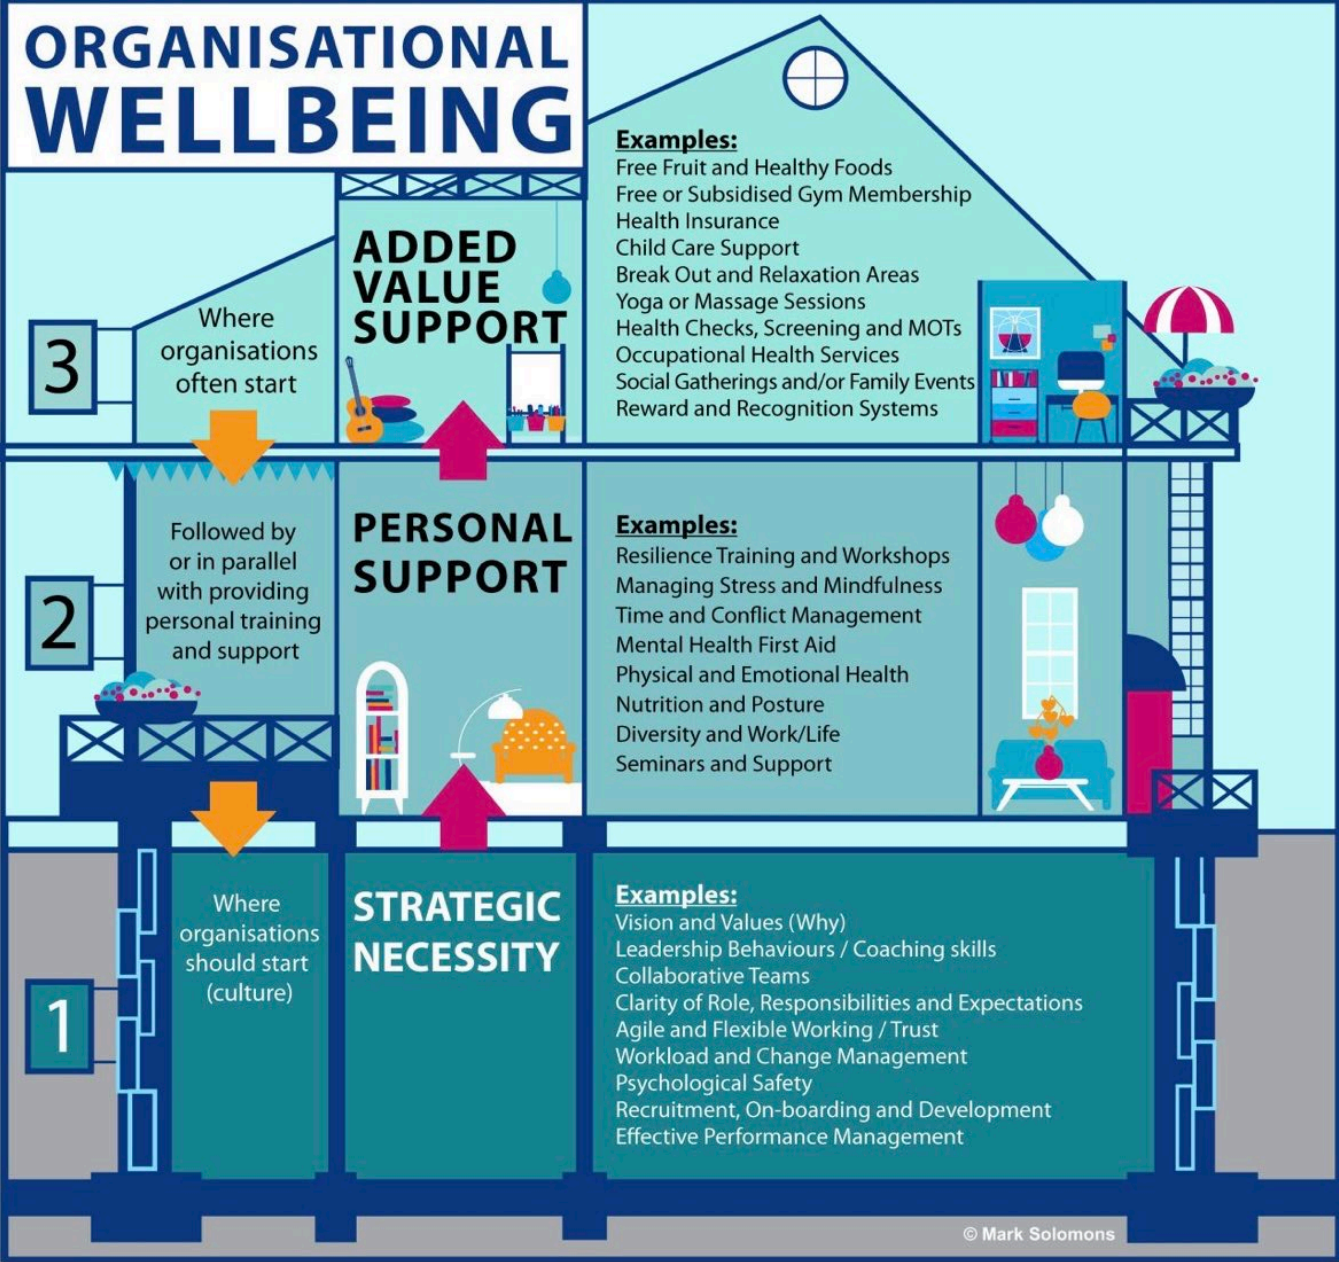 ORGANISATIONAL
WELLBEING
3
Where
organisations
often start
ADDED
VALUE
SUPPORT
Examples:
Free Fruit and Healthy Foods
Free or Subsidised Gym Membership
Health Insurance
Child Care Support
Break Out and Relaxation Areas
Yoga or Massage Sessions
Health Checks, Screening and MOTs
Occupational Health Services
Social Gatherings and/or Family Events
Reward and Recognition Systems
2
Followed by
or in parallel
with providing
personal training
and support
PERSONAL
SUPPORT
Examples:
Resilience Training and Workshops
Managing Stress and Mindfulness
Time and Conflict Management
Mental Health First Aid
Physical and Emotional Health
Nutrition and Posture
Diversity and Work/Life
Seminars and Support
1
Where
organisations
should start
(culture)
STRATEGIC
NECESSITY
Examples:
Vision and Values (Why)
Leadership Behaviours / Coaching skills
Collaborative Teams
Clarity of Role, Responsibilities and Expectations
Agile and Flexible Working / Trust
Workload and Change Management
Psychological Safety
Recruitment, On-boarding and Development
Effective Performance Management
© Mark Solomons